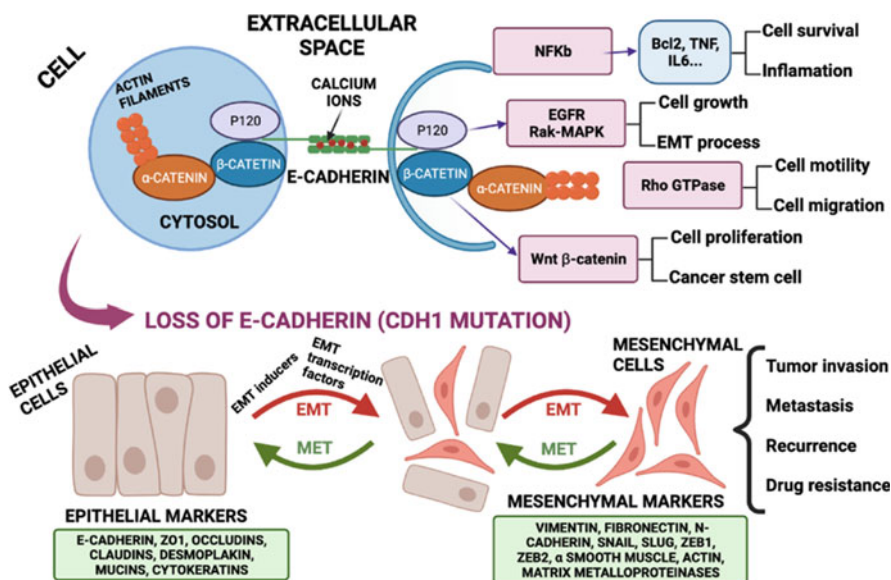 EXTRACELLULAR
SPACE
CELL
ACTIN
FILAMENTS
P120
α-CATENIN
β-CATETIN
CYTOSOL
CALCIUM
IONS
E-CADHERIN
P120
β-CATETIN
α-CATENIN
NFKb
Bcl2, TNF,
IL6...
Cell survival
Inflamation
EGFR
Rak-MAPK
Cell growth
EMT process
Rho GTPase
Cell motility
Cell migration
Wnt β-catenin
Cell proliferation
Cancer stem cell
LOSS OF E-CADHERIN (CDH1 MUTATION)
EPITHELIAL
CELLS
EMT inducers
EMT
transcription
factors
EMT
MET
EMT
MET
MESENCHYMAL
CELLS
Tumor invasion
Metastasis
Recurrence
Drug resistance
EPITHELIAL MARKERS
E-CADHERIN, ZO1, OCCLUDINS,
CLAUDINS, DESMOPLAKIN,
MUCINS, CYTOKERATINS
MESENCHYMAL MARKERS
VIMENTIN, FIBRONECTIN, N-
CADHERIN, SNAIL, SLUG, ZEB1,
ZEB2, α SMOOTH MUSCLE, ACTIN,
MATRIX METALLOPROTEINASES